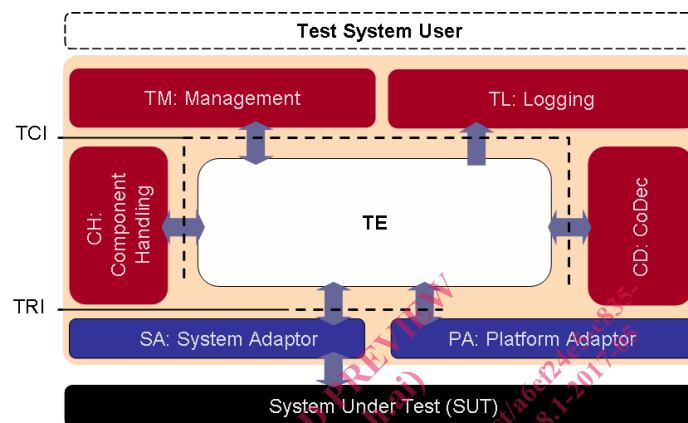 Test System User
TM: Management
TL: Logging
TCI
CH:
Component
Handling
TE
CD: CoDec
TRI
SA: System Adaptor
PA: Platform Adaptor
System Under Test (SUT)
PREVIEW